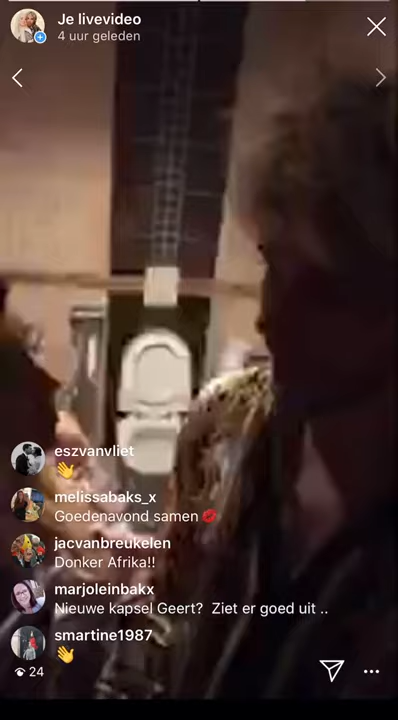 Je livevideo
4 uur geleden
eszvanvliet
👋
melissabaks_x
Goedenavond samen 💋
jacvanbreukelen
Donker Afrika!!
marjoleinbakx
Nieuwe kapsel Geert? Ziet er goed uit ..
smartine1987
👋
24